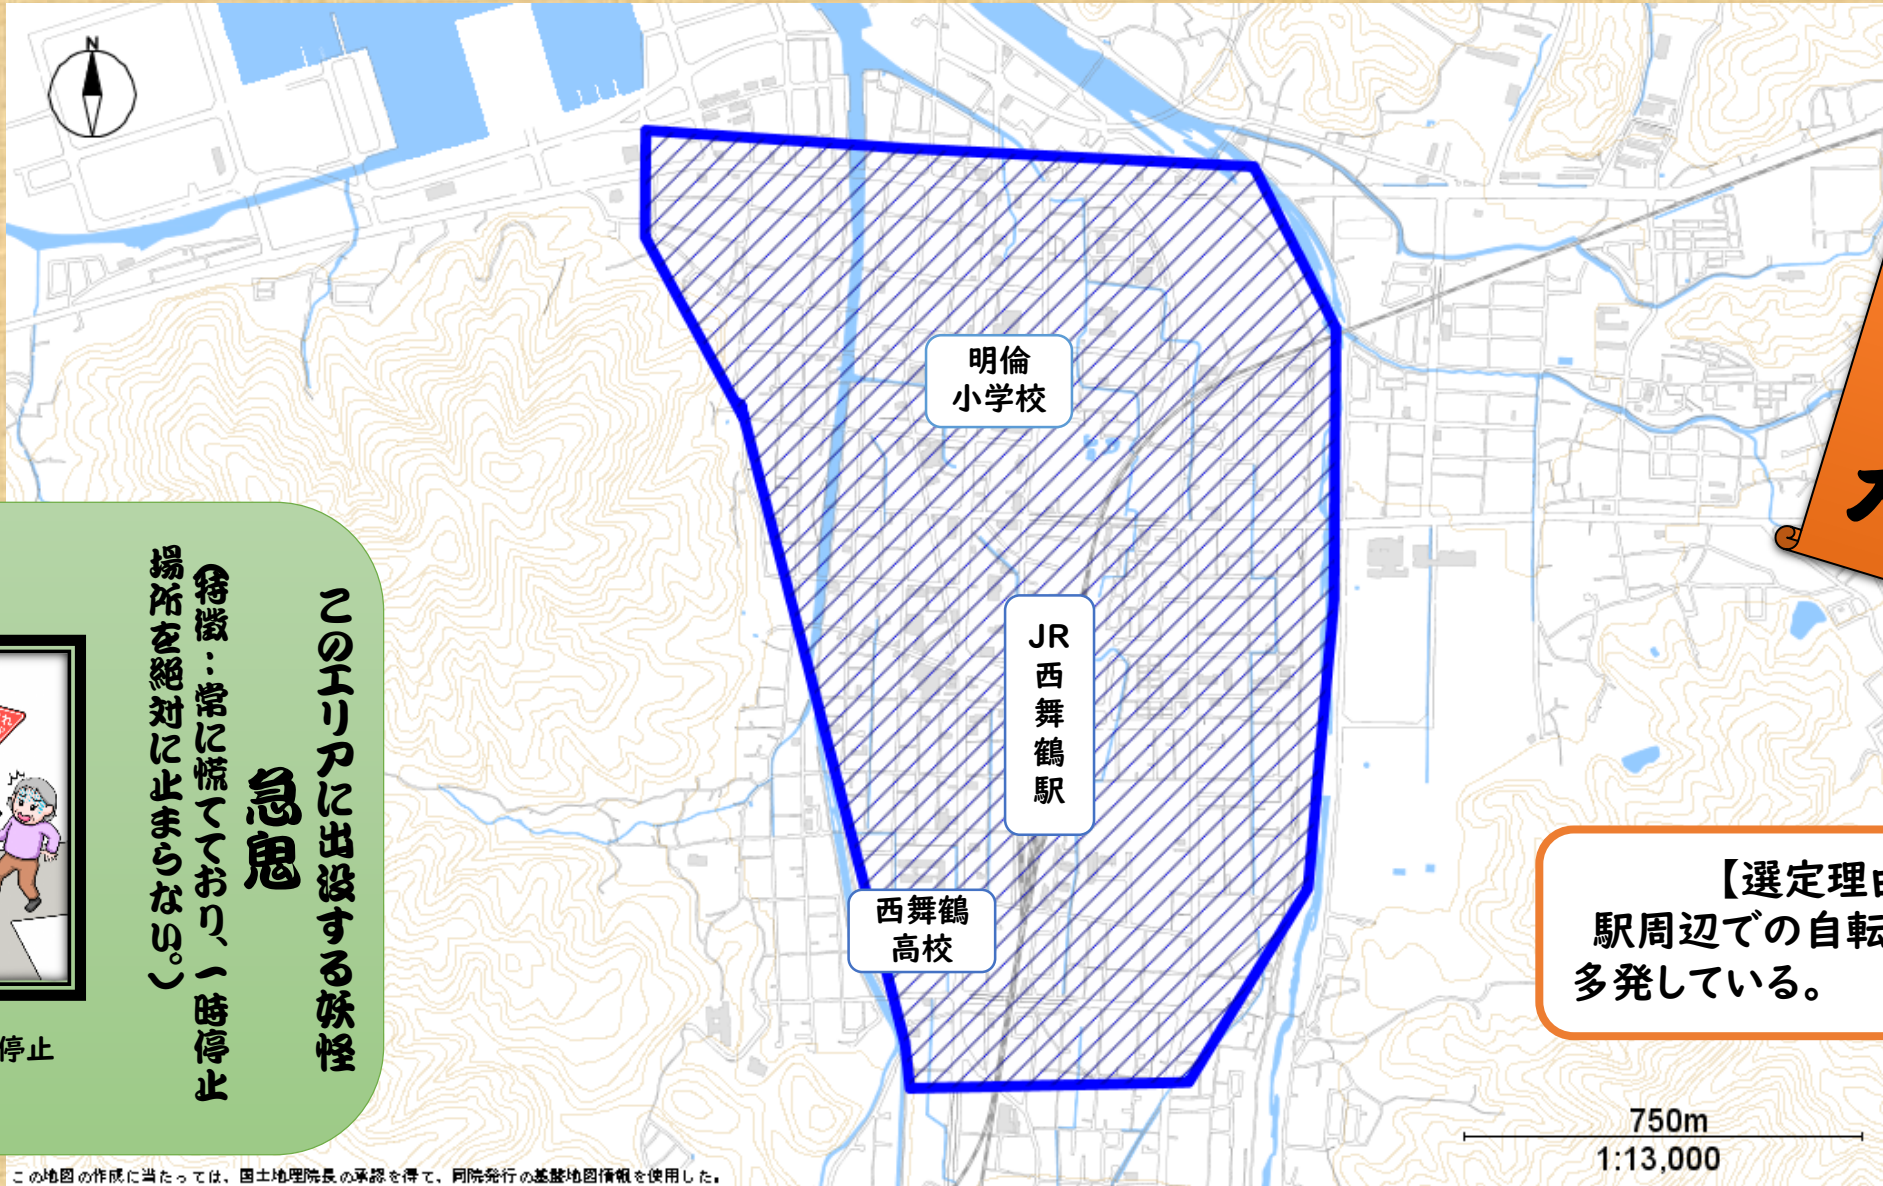 N
明倫
小学校
JR
西
舞
鶴
駅
西舞鶴
高校
このエリアに出没する妖怪
急鬼
(特徴：常に慌てており、一時停止
場所を絶対に止まらない。)
停止
【選定理由
駅周辺での自転
多発している。
750m
1:13,000
この地図の作成に当たっては、国土地理院長の承認を得て、同院発行の基盤地図情報を使用した。